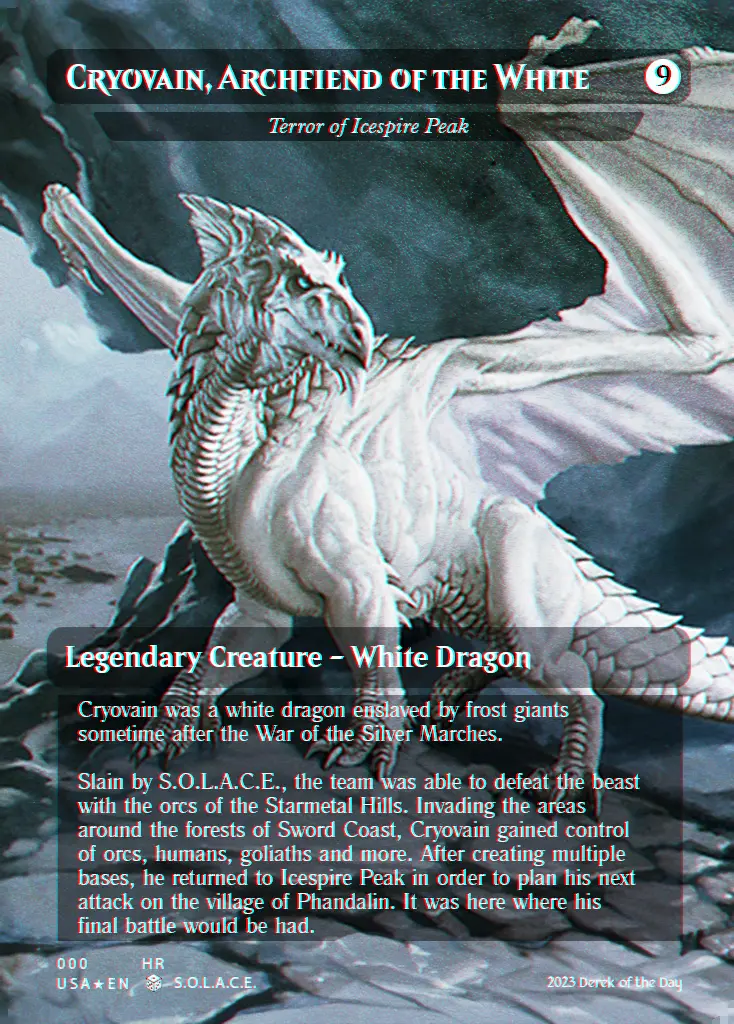 Cryovain, Archfiend of the White 9
Terror of Icespire Peak
Legendary Creature – White Dragon
Cryovain was a white dragon enslaved by frost giants
sometime after the War of the Silver Marches.
Slain by S.O.L.A.C.E., the team was able to defeat the beast
with the orcs of the Starmetal Hills. Invading the areas
around the forests of Sword Coast, Cryovain gained control
of orcs, humans, goliaths and more. After creating multiple
bases, he returned to Icespire Peak in order to plan his next
attack on the village of Phandalin. It was here where his
final battle would be had.
000 HR
USA★EN S.O.L.A.C.E.
2023 Derek of the Day